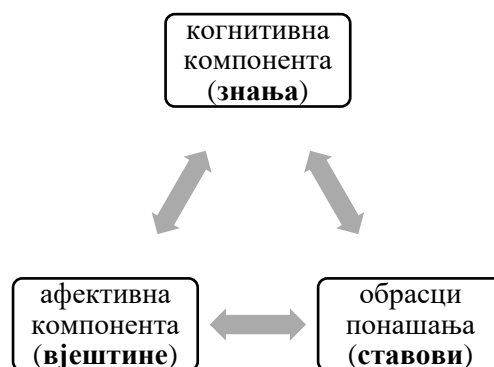 когнитивна
компонента
(знања)
афективна
компонента
(вјештине)
обрасци
понашања
(ставови)